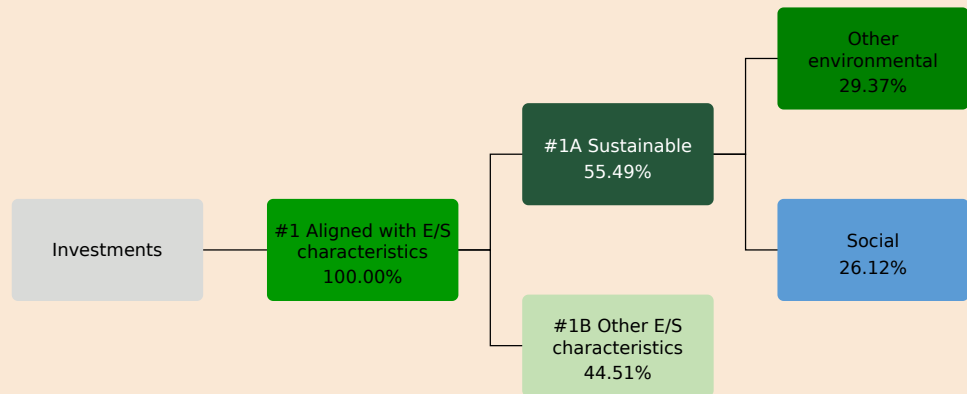 Investments
#1 Aligned with E/S
characteristics
100.00%
#1A Sustainable
55.49%
#1B Other E/S
characteristics
44.51%
Other
environmental
29.37%
Social
26.12%